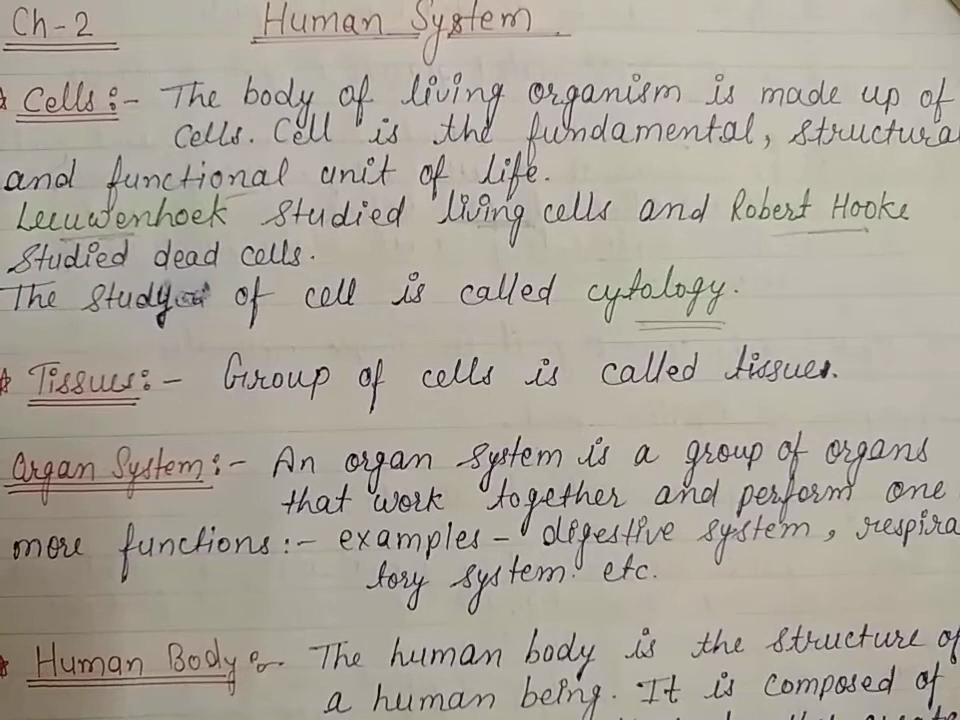 Ch-2 Human System
Cells:- The body of living organism is made up of
cells. Cell is the fundamental, structura
and functional unit of life.
Leeuwenhoek studied living cells and Robert Hooke
studied dead cells.
The study of cell is called cytology.
Tissues:- Group of cells is called tissues.
Organ System:- An organ system is a group of organs
that work together and perform one
more functions:- examples - digestive system, respira
tory system. etc.
Human Body:- The human body is the structure of
a human being. It is composed of